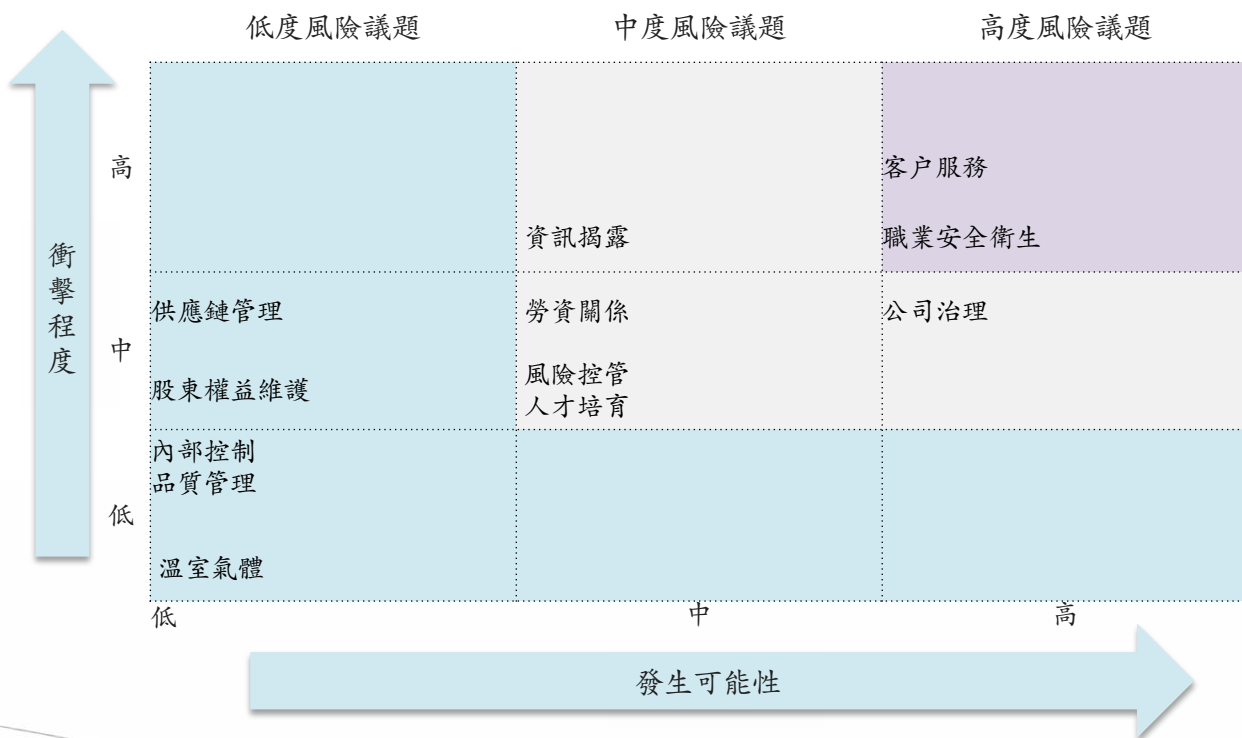 低度風險議題 中度風險議題 高度風險議題
高
客户服務
資訊揭露 職業安全衛生
衝擊程度
供應鏈管理 勞資關係 公司治理
中
風險控管
股東權益維護
人才培育
內部控制
品質管理
低
溫室氣體
低 中 高
發生可能性